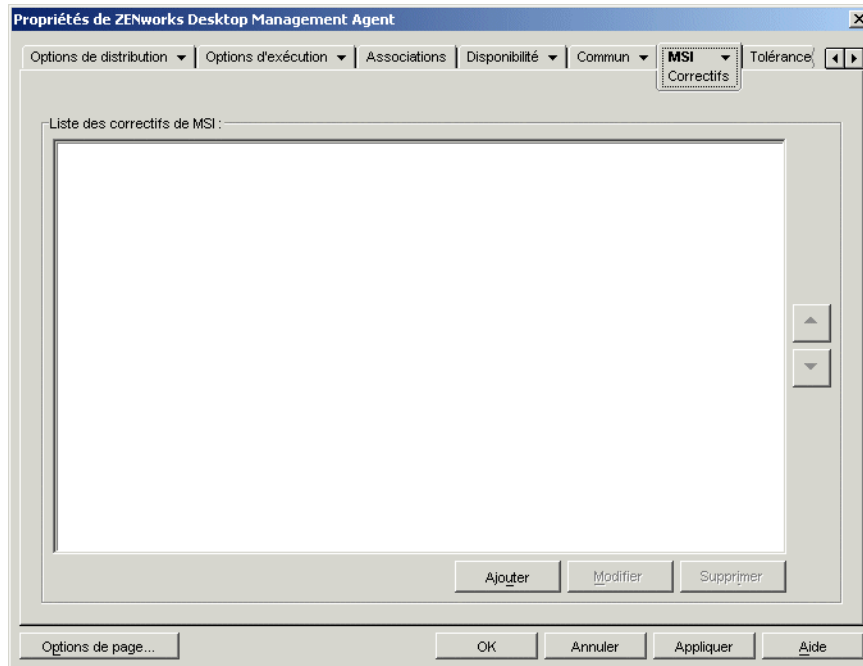 Propriétés de ZENworks Desktop Management Agent
Options de distribution Options d'exécution Associations Disponibilité Commun MSI Tolérance
Correctifs
Liste des correctifs de MSI :
Ajouter Modifier Supprimer
Options de page... OK Annuler Appliquer Aide